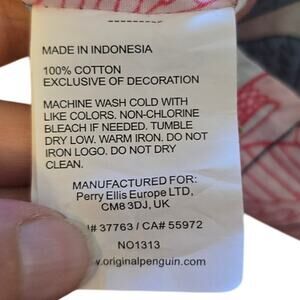 MADE IN INDONESIA
100% COTTON
EXCLUSIVE OF DECORATION
MACHINE WASH COLD WITH
LIKE COLORS. NON-CHLORINE
BLEACH IF NEEDED. TUMBLE
DRY LOW. WARM IRON. DO NOT
IRON LOGO. DO NOT DRY
CLEAN.
MANUFACTURED FOR:
Perry Ellis Europe LTD,
CM8 3DJ, UK
# 37763 / CA# 55972
NO1313
.originalpenguin.com